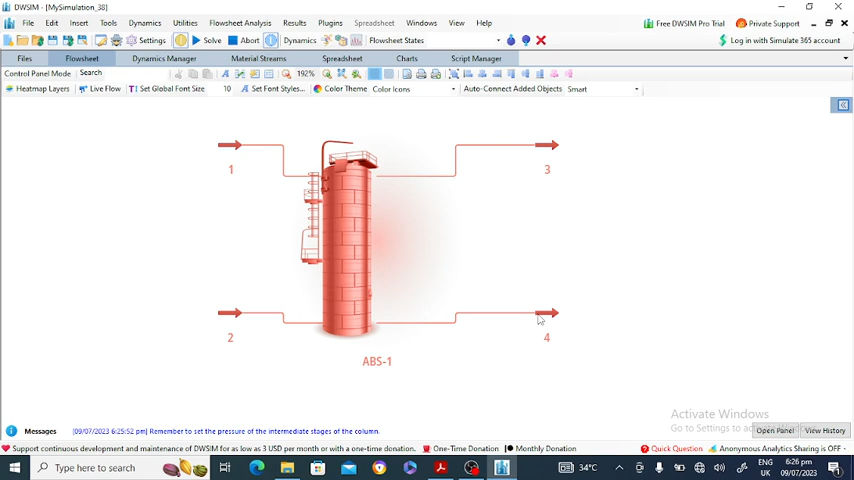 DWSIM - [MySimulation_38]
File Edit Insert Tools Dynamics Utilities Flowsheet Analysis Results Plugins Spreadsheet Windows View Help
Free DWSIM Pro Trial Private Support
Settings Solve Abort Dynamics Flowsheet States
Log in with Simulate 365 account
Files Flowsheet Dynamics Manager Material Streams Spreadsheet Charts Script Manager
Control Panel Mode Search 192%
Heatmap Layers Live Flow Set Global Font Size 10 Set Font Styles... Color Theme Color Icons Auto-Connect Added Objects Smart
1
3
2
4
ABS-1
Activate Windows
Go to Settings to
Messages [09/07/2023 6:25:52 pm] Remember to set the pressure of the intermediate stages of the column. Open Panel View History
Support continuous development and maintenance of DWSIM for as low as 3 USD per month or with a one-time donation. One-Time Donation Monthly Donation Quick Question Anonymous Analytics Sharing is OFF
Type here to search 34°C ENG UK 6:26 pm 09/07/2023